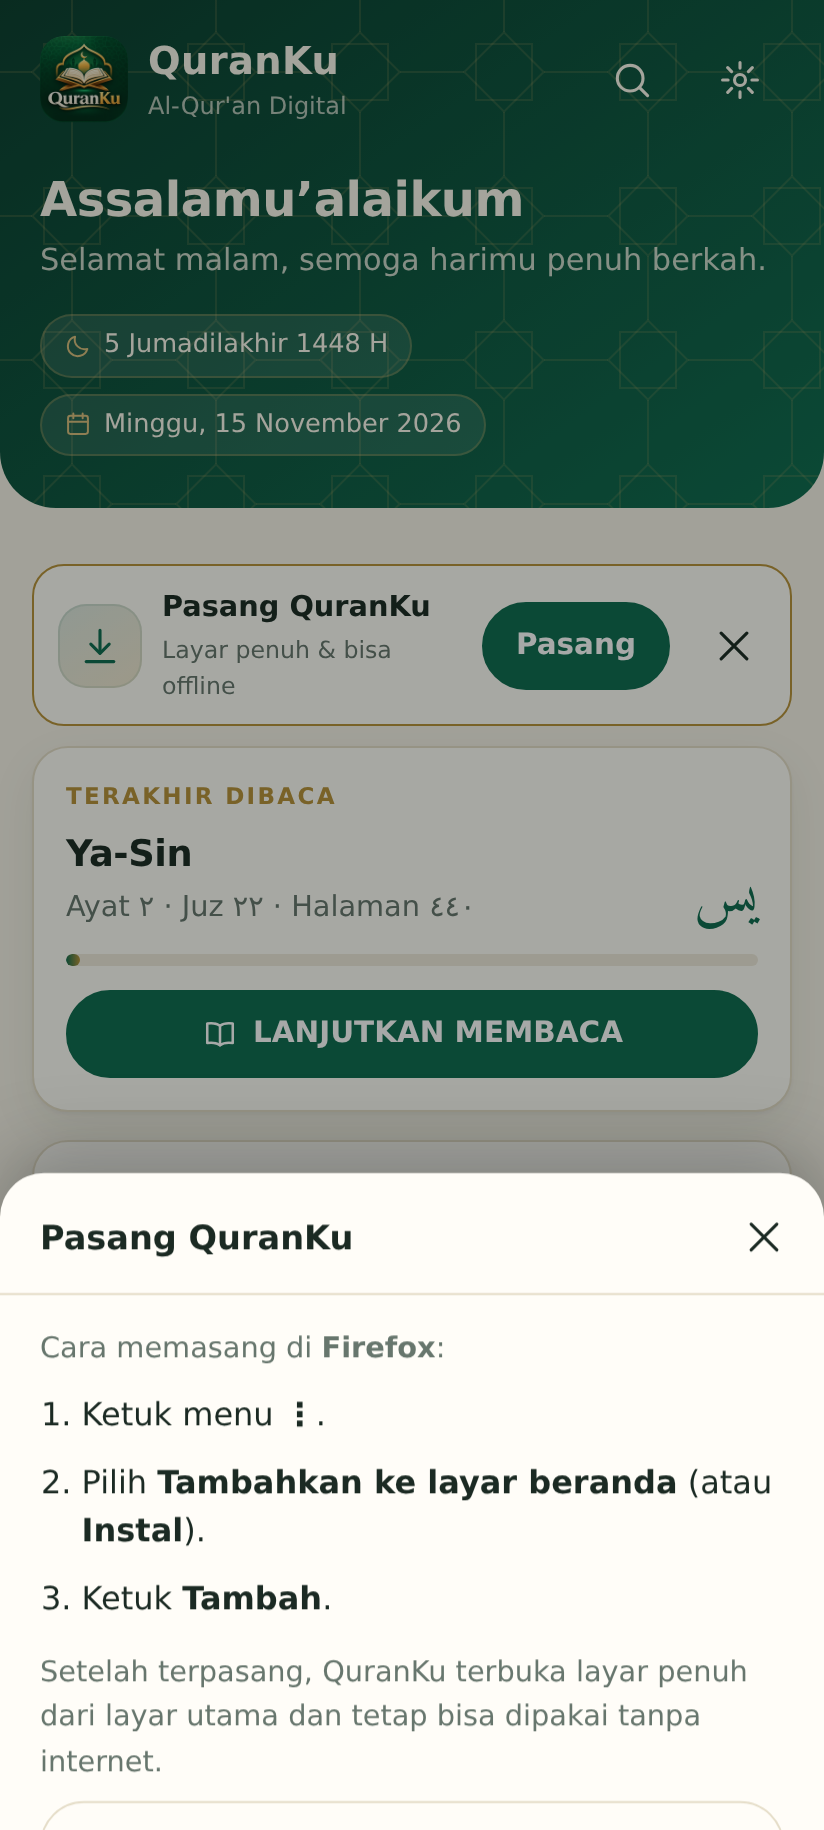 QuranKu
QuranKu
Al-Qur'an Digital
Assalamu’alaikum
Selamat malam, semoga harimu penuh berkah.
5 Jumadilakhir 1448 H
Minggu, 15 November 2026
Pasang QuranKu
Layar penuh & bisa
offline
Pasang
TERAKHIR DIBACA
Ya-Sin
Ayat ٢ · Juz ٢٢ · Halaman ٤٤٠
يس
LANJUTKAN MEMBACA
Pasang QuranKu
Cara memasang di Firefox:
1. Ketuk menu ⋮.
2. Pilih Tambahkan ke layar beranda (atau
Instal).
3. Ketuk Tambah.
Setelah terpasang, QuranKu terbuka layar penuh
dari layar utama dan tetap bisa dipakai tanpa
internet.